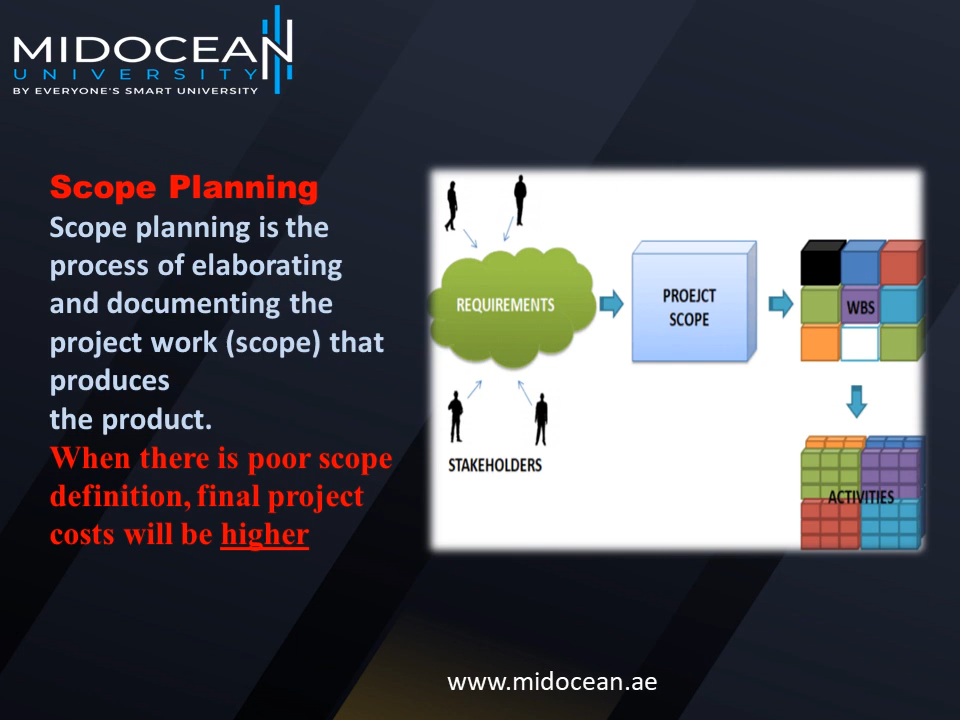 MIDOCEAN
UNIVERSITY
BY EVERYONE'S SMART UNIVERSITY
Scope Planning
Scope planning is the
process of elaborating
and documenting the
project work (scope) that
produces
the product.
When there is poor scope
definition, final project
costs will be higher
REQUIREMENTS
PROEJCT
SCOPE
WBS
STAKEHOLDERS
ACTIVITIES
www.midocean.ae